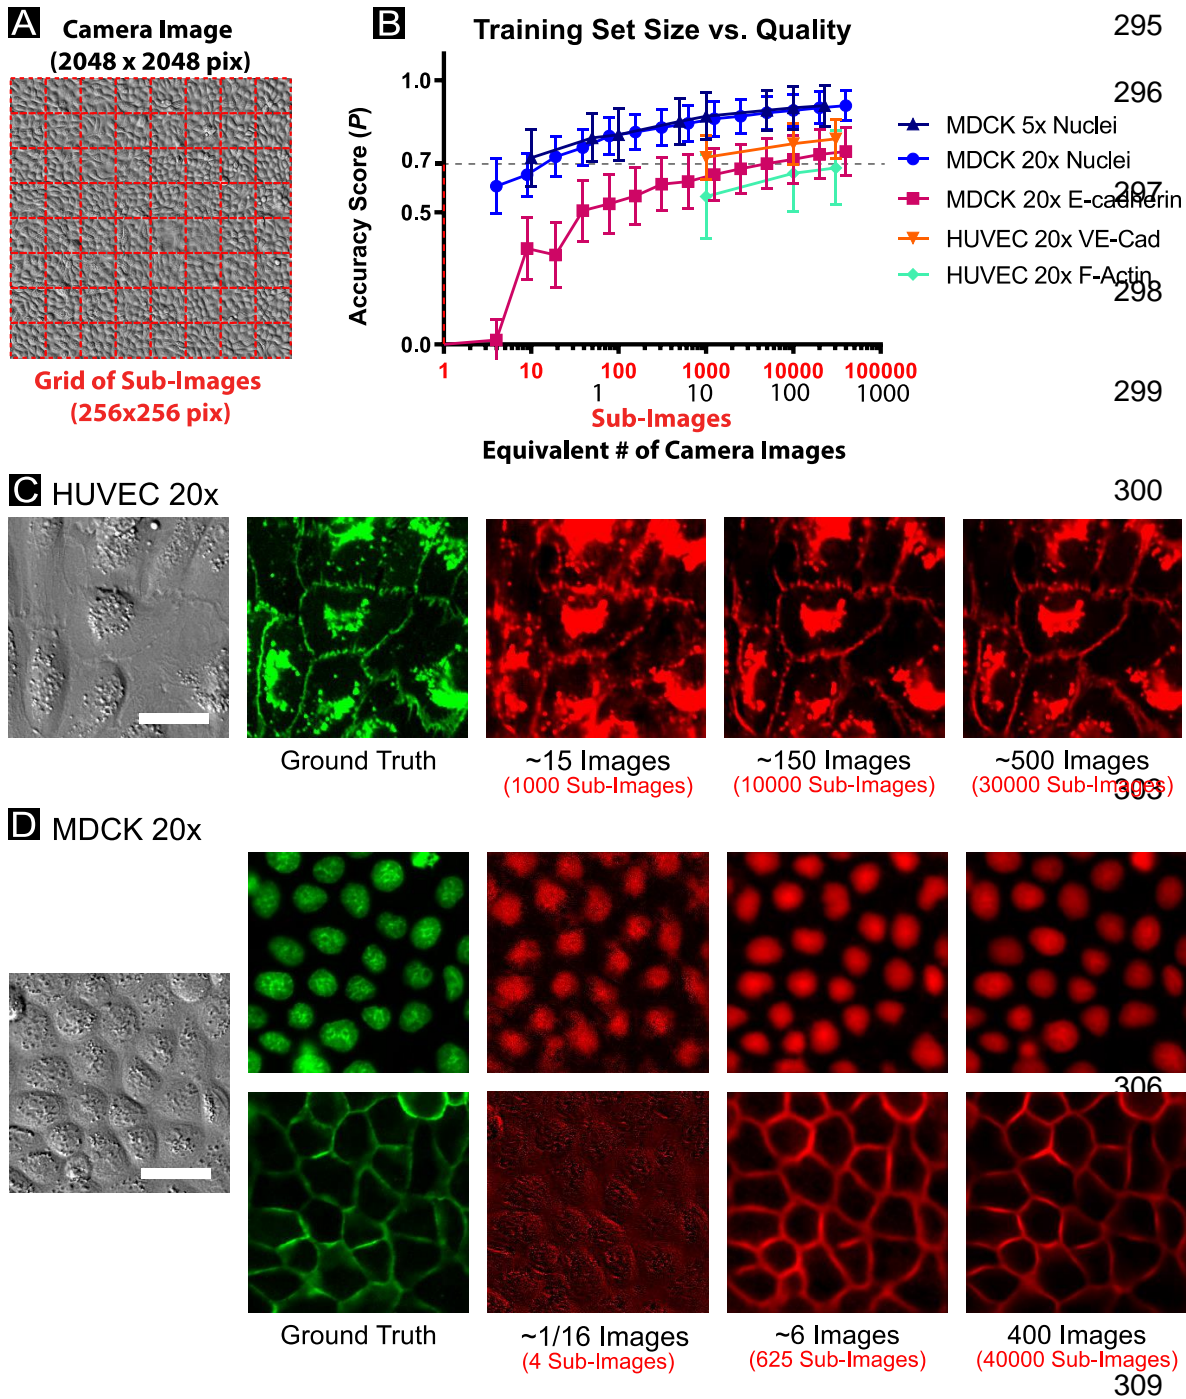 A
Camera Image
(2048 x 2048 pix)
Grid of Sub-Images
(256x256 pix)
B
Training Set Size vs. Quality
Accuracy Score (P)
1.0
0.7
0.5
0.0
1 10 100 1000 10000 100000
1 10 100 1000
Sub-Images
Equivalent # of Camera Images
MDCK 5x Nuclei
MDCK 20x Nuclei
MDCK 20x E-cadherin
HUVEC 20x VE-Cad
HUVEC 20x F-Actin
295
296
297
298
299
300
C HUVEC 20x
Ground Truth
~15 Images
(1000 Sub-Images)
~150 Images
(10000 Sub-Images)
~500 Images
(30000 Sub-Images)
303
D MDCK 20x
306
Ground Truth
~1/16 Images
(4 Sub-Images)
~6 Images
(625 Sub-Images)
400 Images
(40000 Sub-Images)
309